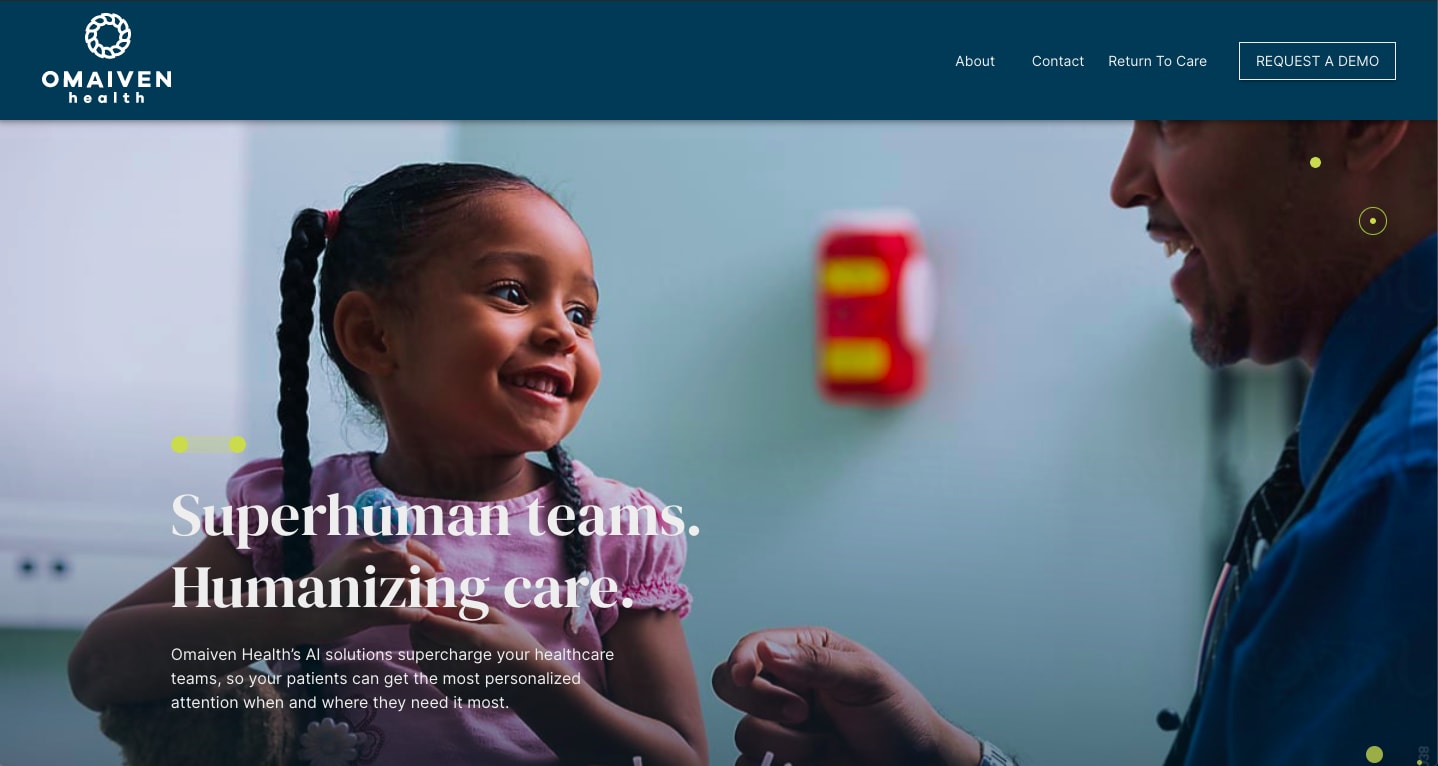 OMAIVEN
health
About
Contact
Return To Care
REQUEST A DEMO
Superhuman teams.
Humanizing care.
Omaiven Health’s AI solutions supercharge your healthcare
teams, so your patients can get the most personalized
attention when and where they need it most.